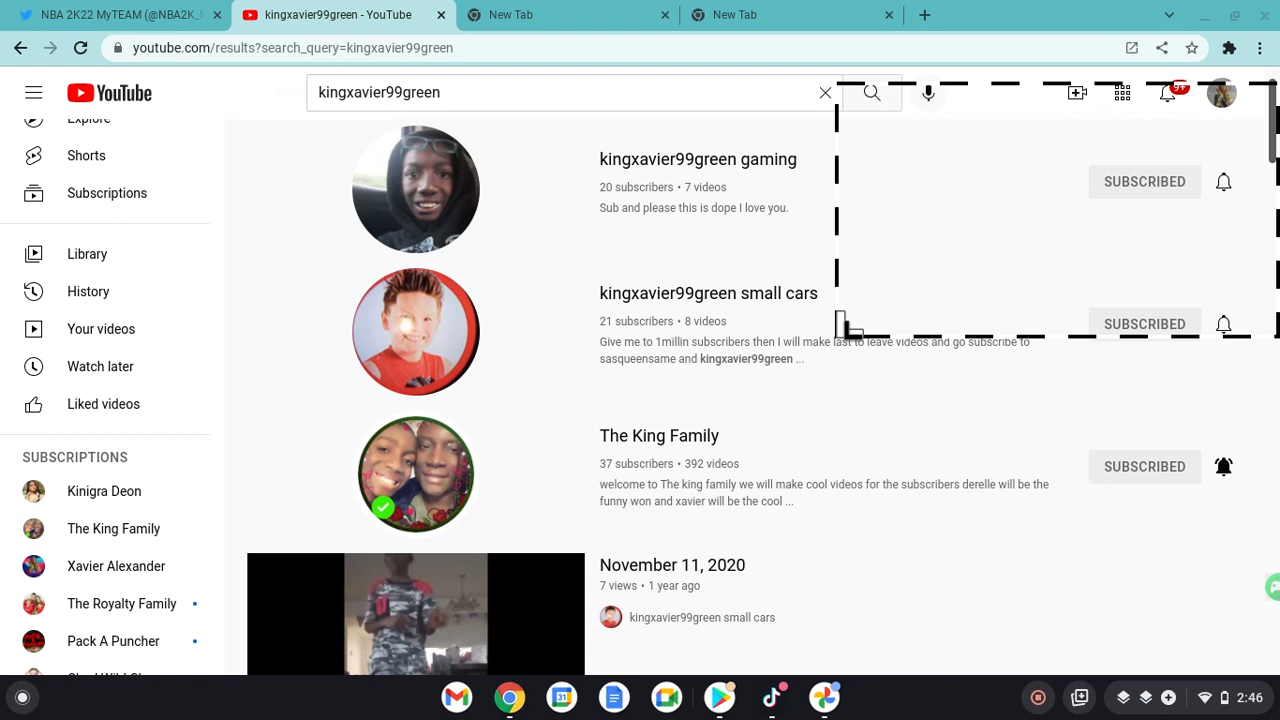 NBA 2K22 MyTEAM (@NBA2K_
kingxavier99green - YouTube
New Tab
New Tab
youtube.com/results?search_query=kingxavier99green
YouTube
kingxavier99green
9+
Explore
Shorts
Subscriptions
Library
History
Your videos
Watch later
Liked videos
SUBSCRIPTIONS
Kinigra Deon
The King Family
Xavier Alexander
The Royalty Family
Pack A Puncher
kingxavier99green gaming
20 subscribers • 7 videos
Sub and please this is dope I love you.
SUBSCRIBED
kingxavier99green small cars
21 subscribers • 8 videos
Give me to 1millin subscribers then I will make last to leave videos and go subscribe to
sasqueensame and kingxavier99green ...
SUBSCRIBED
The King Family
37 subscribers • 392 videos
welcome to The king family we will make cool videos for the subscribers derelle will be the
funny won and xavier will be the cool ...
SUBSCRIBED
November 11, 2020
7 views • 1 year ago
kingxavier99green small cars
31
2:46